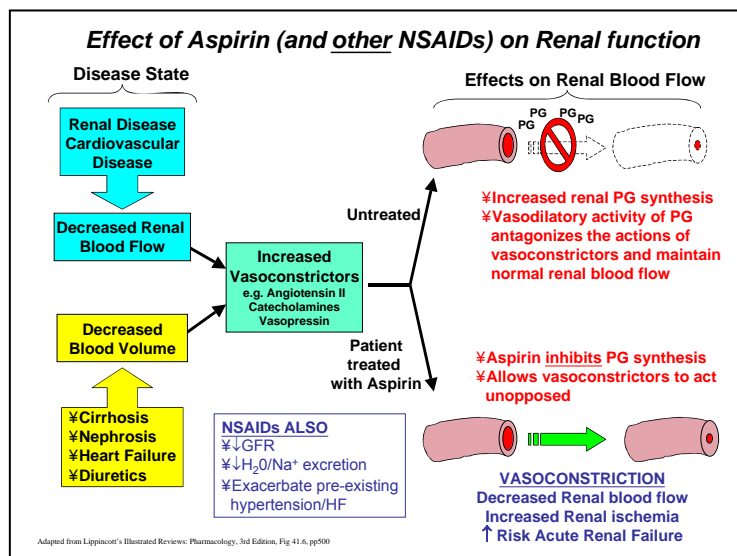 Effect of Aspirin (and other NSAIDs) on Renal function
Disease State
Renal Disease
Cardiovascular
Disease
Decreased Renal
Blood Flow
Decreased
Blood Volume
¥Cirrhosis
¥Nephrosis
¥Heart Failure
¥Diuretics
Increased
Vasoconstrictors
e.g. Angiotensin II
Catecholamines
Vasopressin
Untreated
Patient
treated
with Aspirin
Effects on Renal Blood Flow
PG
PG
PG
PG
¥Increased renal PG synthesis
¥Vasodilatory activity of PG
antagonizes the actions of
vasoconstrictors and maintain
normal renal blood flow
¥Aspirin inhibits PG synthesis
¥Allows vasoconstrictors to act
unopposed
VASOCONSTRICTION
Decreased Renal blood flow
Increased Renal ischemia
↑ Risk Acute Renal Failure
NSAIDs ALSO
¥↓GFR
¥↓H₂0/Na⁺ excretion
¥Exacerbate pre-existing
hypertension/HF
Adapted from Lippincott's Illustrated Reviews: Pharmacology, 3rd Edition, Fig 41.6, pp500